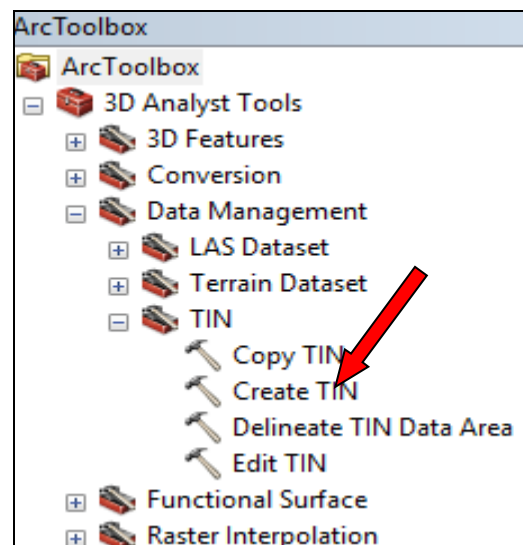 ArcToolbox
ArcToolbox
3D Analyst Tools
3D Features
Conversion
Data Management
LAS Dataset
Terrain Dataset
TIN
Copy TIN
Create TIN
Delineate TIN Data Area
Edit TIN
Functional Surface
Raster Interpolation